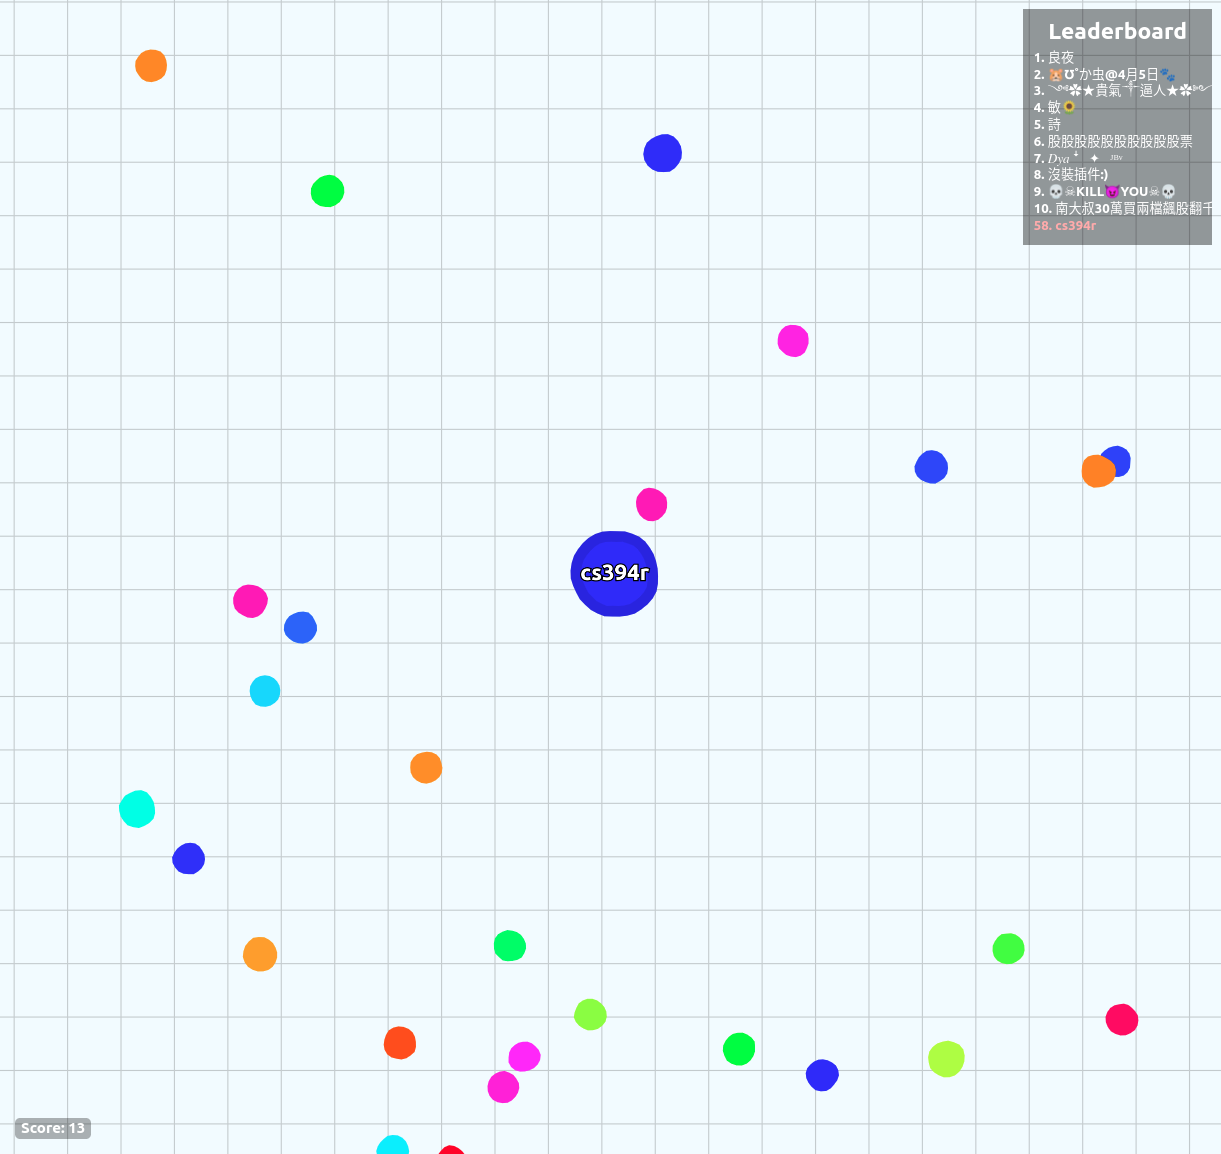 Leaderboard
1. 良夜
2. 🐹ʊ˚か虫@4月5日🐾
3. ༺✿★貴氣 逼人★✿༻
4. 敏🌻
5. 詩
6. 股股股股股股股股股股票
7. Dya ✦ ᴶᴮᵛ
8. 沒裝插件:)
9. 💀☠KILL😈YOU☠💀
10. 南大叔30萬買兩檔飆股翻千
58. cs394r
cs394r
Score: 13